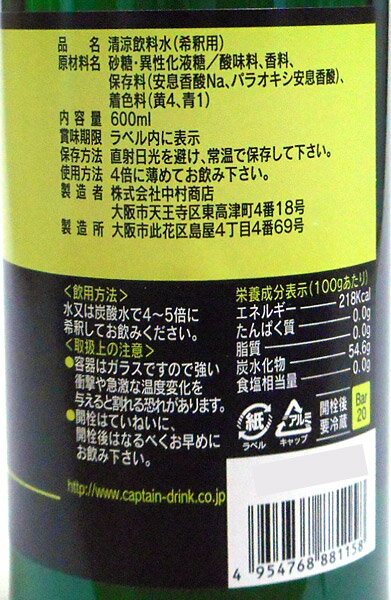 品名 清涼飲料水(希釈用)
原材料名 砂糖・異性化液糖／酸味料、香料、
保存料(安息香酸Na、パラオキシ安息香酸)、
着色料(黄4、青1)
内容量 600ml
賞味期限 ラベル内に表示
保存方法 直射日光を避け、常温で保存して下さい。
使用方法 4倍に薄めてお飲み下さい。
製造者 株式会社中村商店
大阪市天王寺区東高津町4番18号
製造所 大阪市此花区島屋4丁目4番69号
＜飲用方法＞
水又は炭酸水で4〜5倍に
希釈してお飲みください。
＜取扱上の注意＞
●容器はガラスですので強い
衝撃や急激な温度変化を
与えると割れる恐れがあります。
●開栓はていねいに、
開栓後はなるべくお早めに
お飲み下さい。
http://www.captain-drink.co.jp
栄養成分表示(100gあたり)
エネルギー 218Kcal
たんぱく質 0.0g
脂質 0.0g
炭水化物 54.6g
食塩相当量 0.0g
紙
ラベル
アルミ
キャップ
開栓後
要冷蔵
Bar
20
4 954768 881158